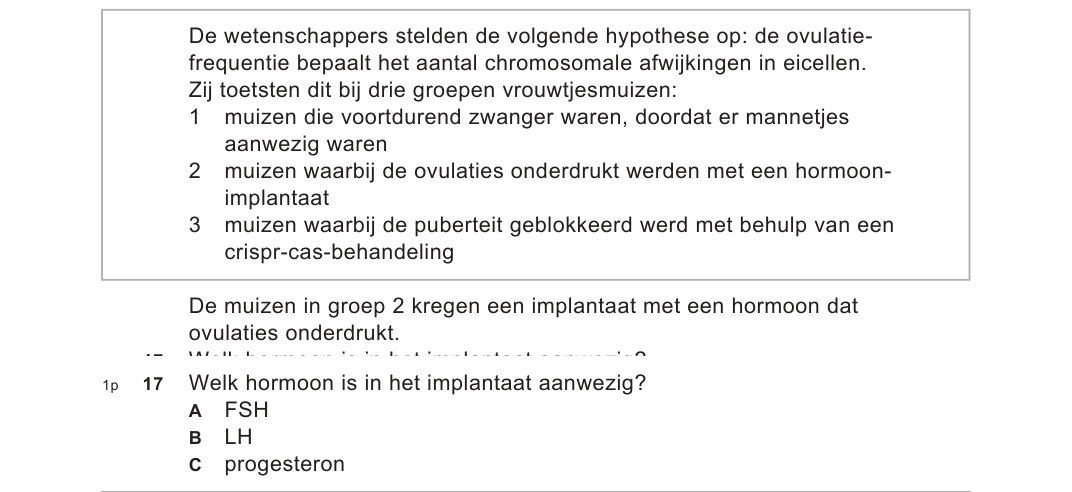 De wetenschappers stelden de volgende hypothese op: de ovulatie-
frequentie bepaalt het aantal chromosomale afwijkingen in eicellen.
Zij toetsten dit bij drie groepen vrouwtjesmuizen:
1 muizen die voortdurend zwanger waren, doordat er mannetjes
aanwezig waren
2 muizen waarbij de ovulaties onderdrukt werden met een hormoon-
implantaat
3 muizen waarbij de puberteit geblokkeerd werd met behulp van een
crispr-cas-behandeling
De muizen in groep 2 kregen een implantaat met een hormoon dat
ovulaties onderdrukt.
1p 17 Welk hormoon is in het implantaat aanwezig?
A FSH
B LH
C progesteron